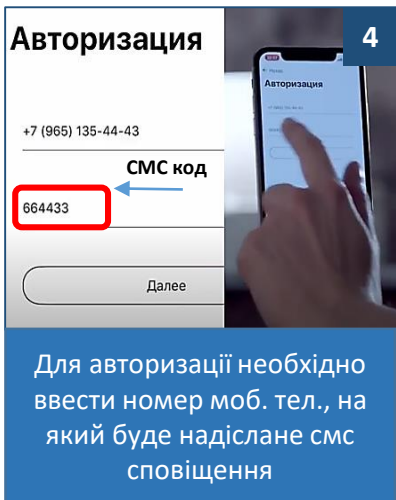 Авторизация
4
+7 (965) 135-44-43
СМС код
664433
Далее
Авторизация
Для авторизації необхідно
ввести номер моб. тел., на
який буде надіслане смс
сповіщення